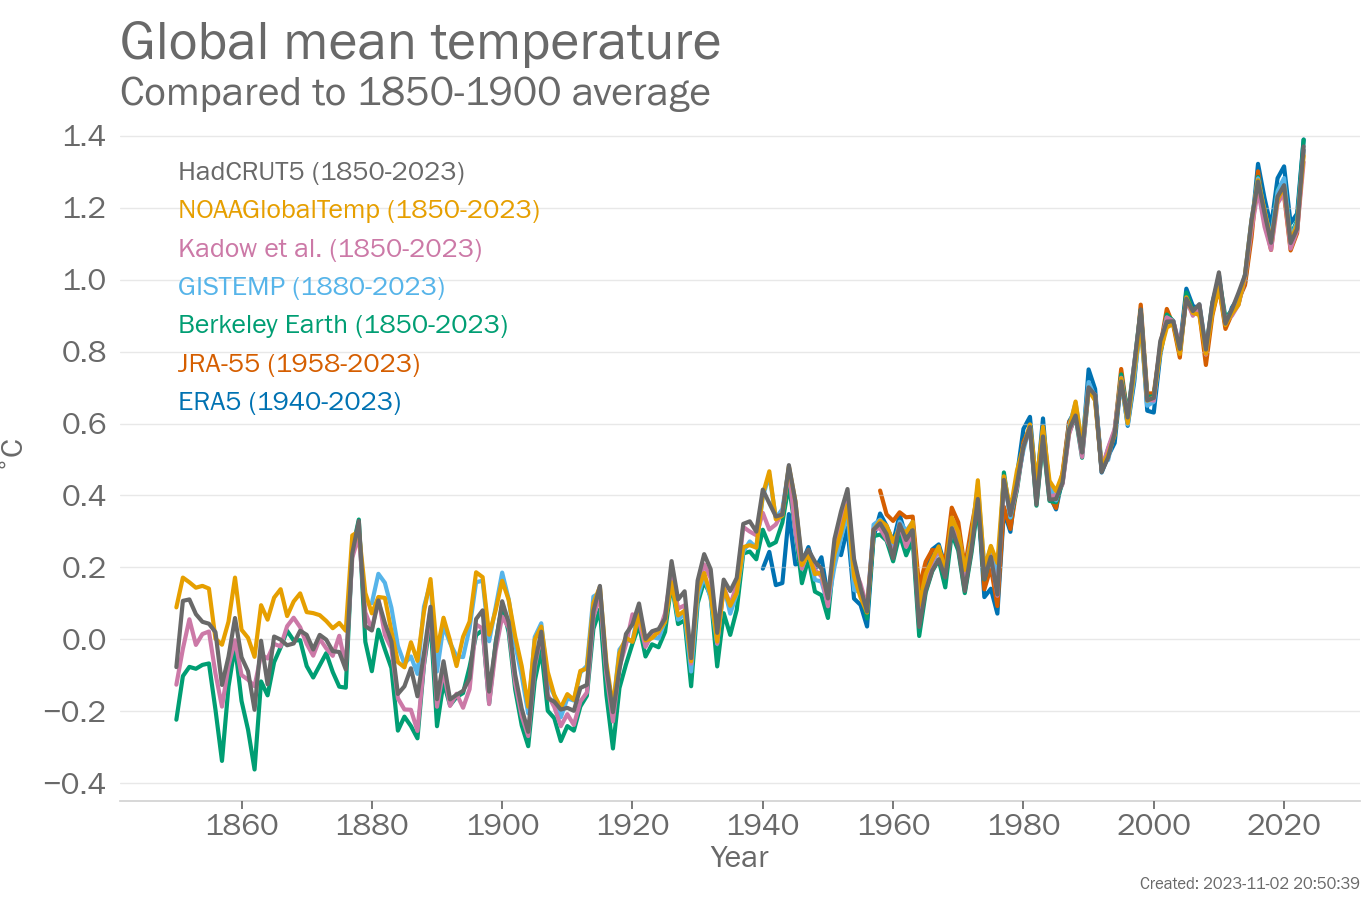 Global mean temperature
Compared to 1850-1900 average
1.4
1.2
1.0
0.8
0.6
0.4
0.2
0.0
−0.2
−0.4
°C
HadCRUT5 (1850-2023)
NOAAGlobalTemp (1850-2023)
Kadow et al. (1850-2023)
GISTEMP (1880-2023)
Berkeley Earth (1850-2023)
JRA-55 (1958-2023)
ERA5 (1940-2023)
1860 1880 1900 1920 1940 1960 1980 2000 2020
Year
Created: 2023-11-02 20:50:39